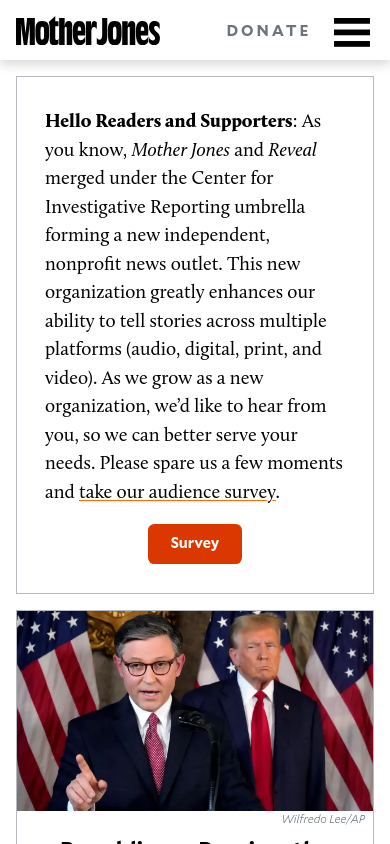 Mother Jones
DONATE
Hello Readers and Supporters: As
you know, Mother Jones and Reveal
merged under the Center for
Investigative Reporting umbrella
forming a new independent,
nonprofit news outlet. This new
organization greatly enhances our
ability to tell stories across multiple
platforms (audio, digital, print, and
video). As we grow as a new
organization, we’d like to hear from
you, so we can better serve your
needs. Please spare us a few moments
and take our audience survey.
Survey
Wilfredo Lee/AP